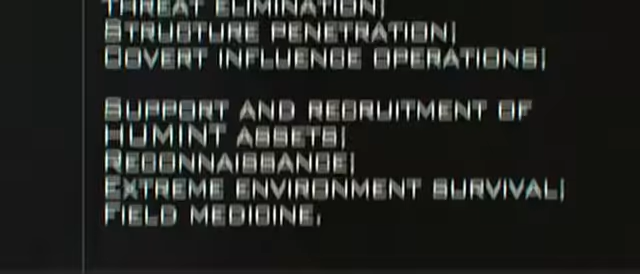 THREAT ELIMINATION;
STRUCTURE PENETRATION;
COVERT INFLUENCE OPERATIONS;
SUPPORT AND RECRUITMENT OF
HUMINT ASSETS;
RECONNAISSANCE;
EXTREME ENVIRONMENT SURVIVAL;
FIELD MEDICINE.